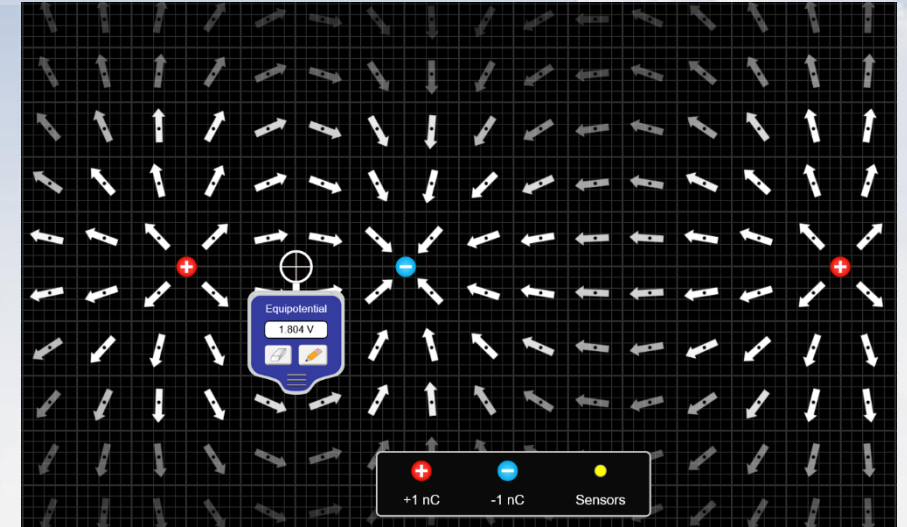 Equipotential
1.804 V
+1 nC
-1 nC
Sensors